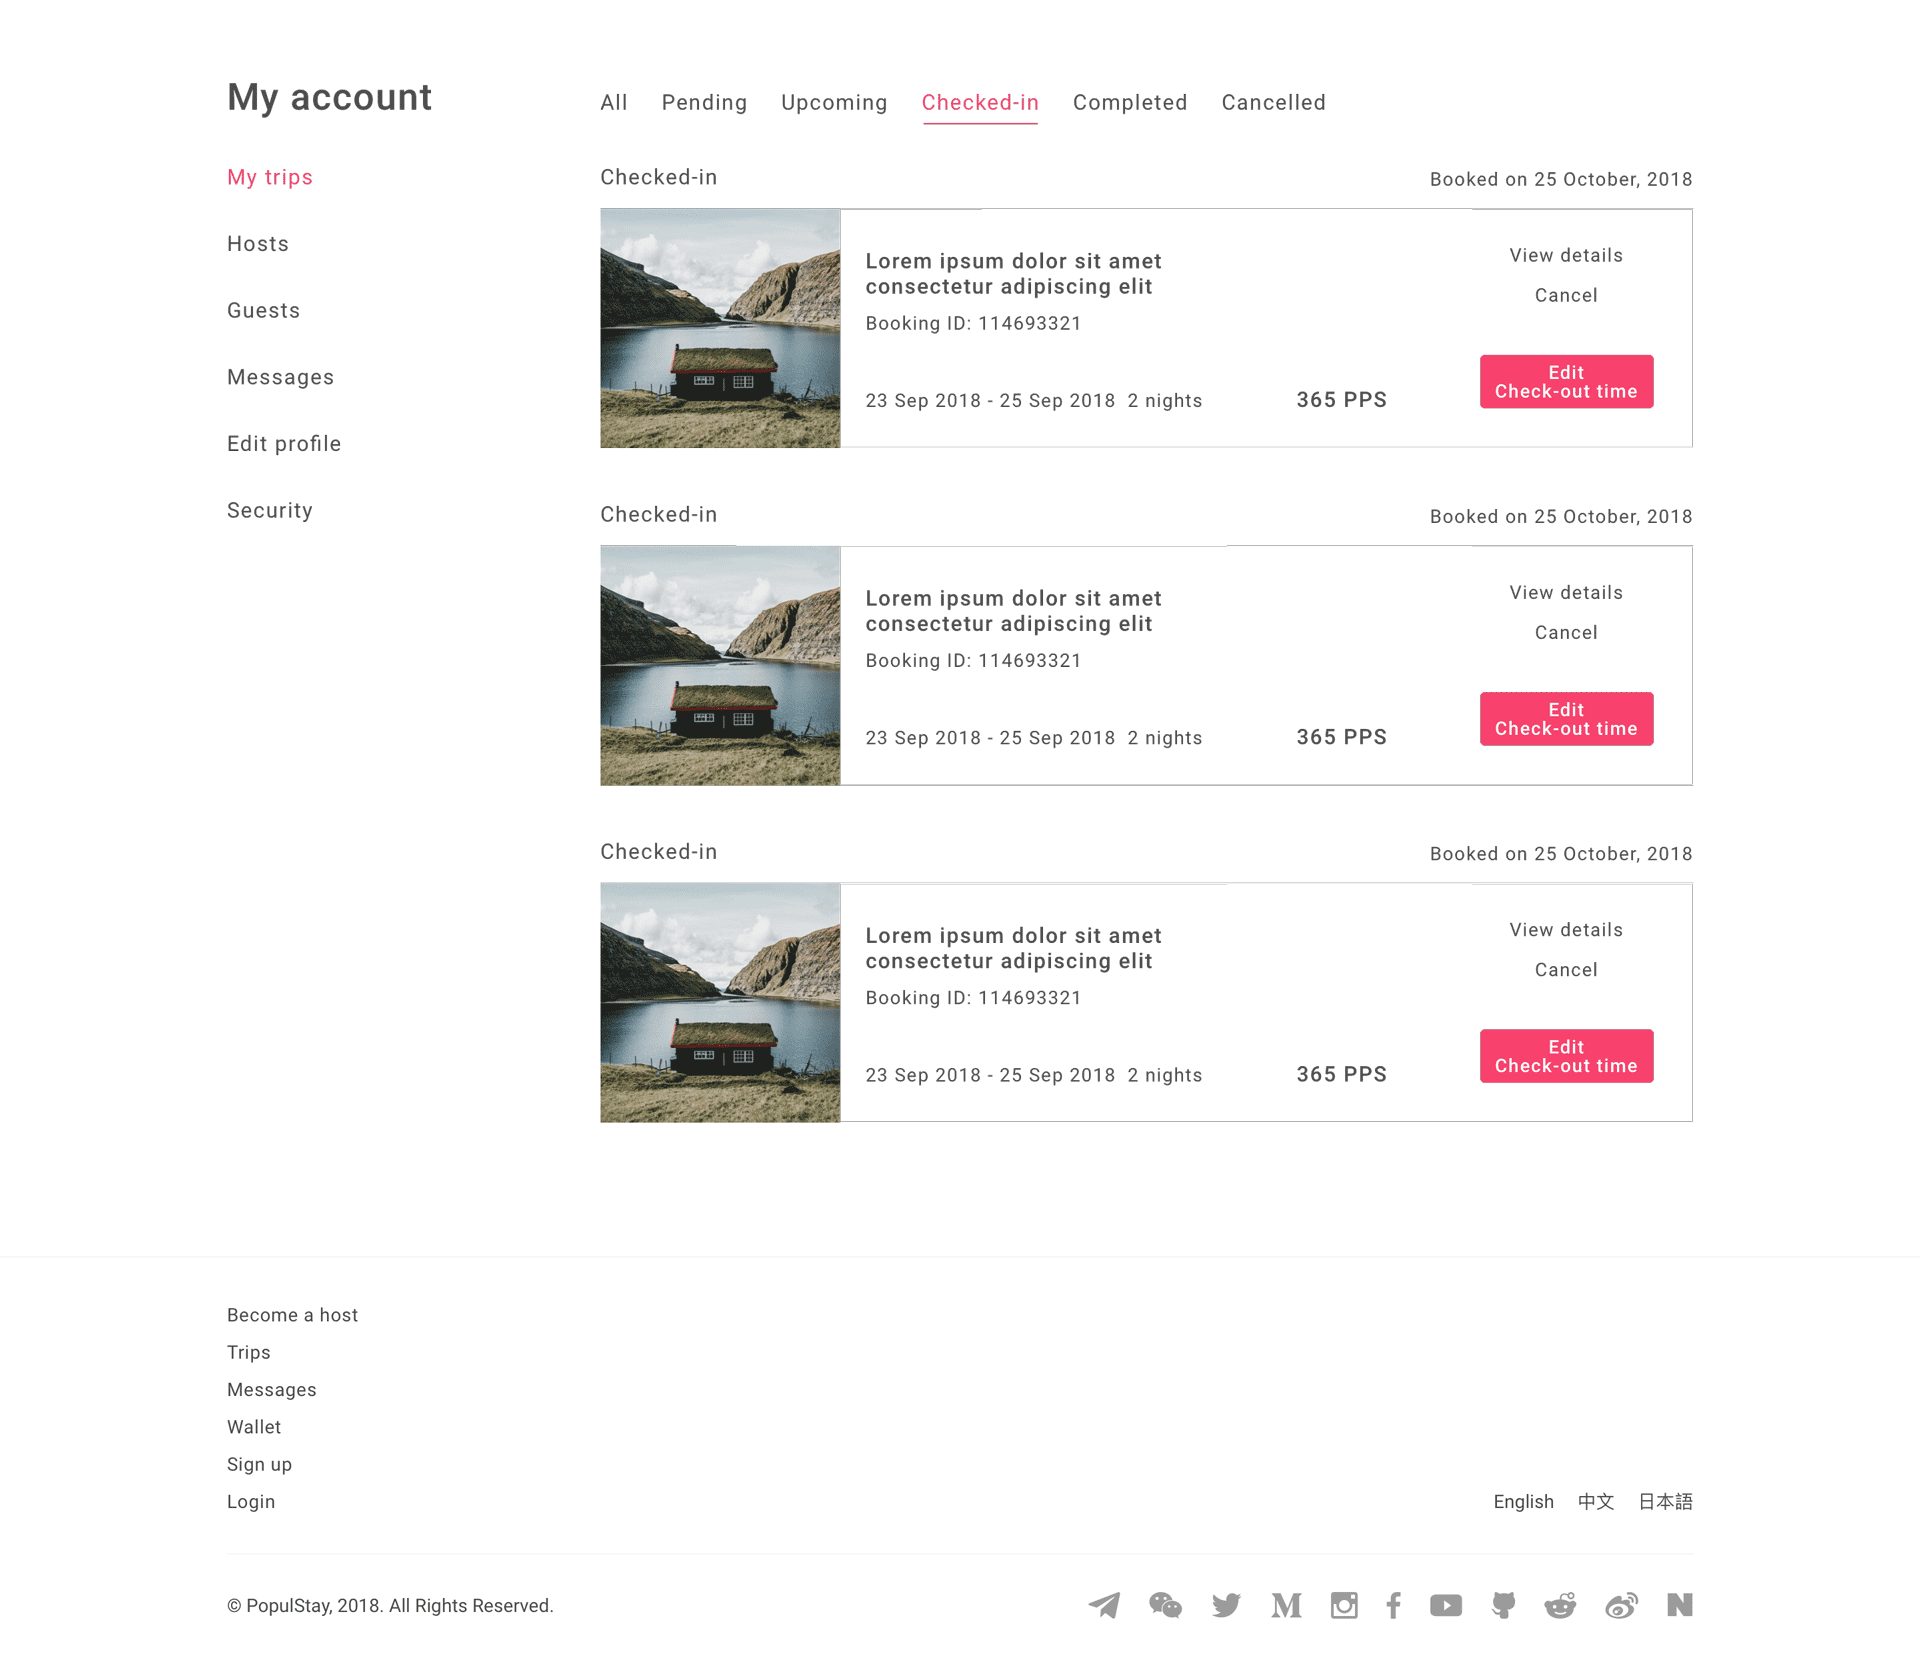 My account
All Pending Upcoming Checked-in Completed Cancelled
My trips
Hosts
Guests
Messages
Edit profile
Security
Checked-in
Booked on 25 October, 2018
Lorem ipsum dolor sit amet
consectetur adipiscing elit
Booking ID: 114693321
23 Sep 2018 - 25 Sep 2018 2 nights
365 PPS
View details
Cancel
Edit
Check-out time
Checked-in
Booked on 25 October, 2018
Lorem ipsum dolor sit amet
consectetur adipiscing elit
Booking ID: 114693321
23 Sep 2018 - 25 Sep 2018 2 nights
365 PPS
View details
Cancel
Edit
Check-out time
Checked-in
Booked on 25 October, 2018
Lorem ipsum dolor sit amet
consectetur adipiscing elit
Booking ID: 114693321
23 Sep 2018 - 25 Sep 2018 2 nights
365 PPS
View details
Cancel
Edit
Check-out time
Become a host
Trips
Messages
Wallet
Sign up
Login
English 中文 日本語
© PopulStay, 2018. All Rights Reserved.